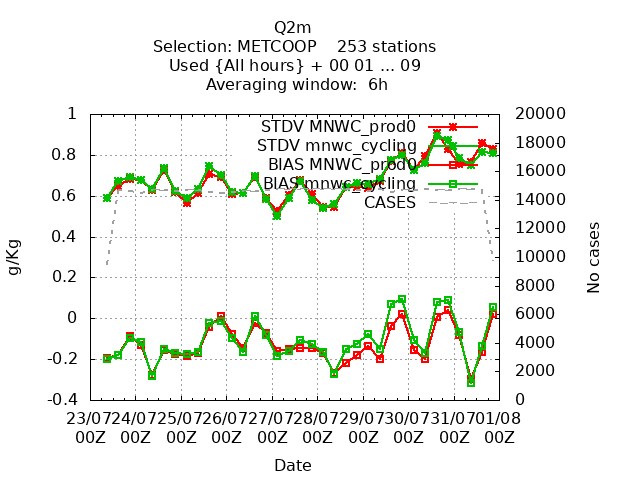 Q2m
Selection: METCOOP    253 stations
Used {All hours} + 00 01 ... 09
Averaging window:  6h
1
0.8
0.6
0.4
0.2
0
-0.2
-0.4
20000
18000
16000
14000
12000
10000
8000
6000
4000
2000
0
STDV MNWC_prod0
STDV mnwc_cycling
BIAS MNWC_prod0
BIAS mnwc_cycling
CASES
g/Kg
No cases
23/07 24/07 25/07 26/07 27/07 28/07 29/07 30/07 31/07 01/08
00Z 00Z 00Z 00Z 00Z 00Z 00Z 00Z 00Z 00Z
Date